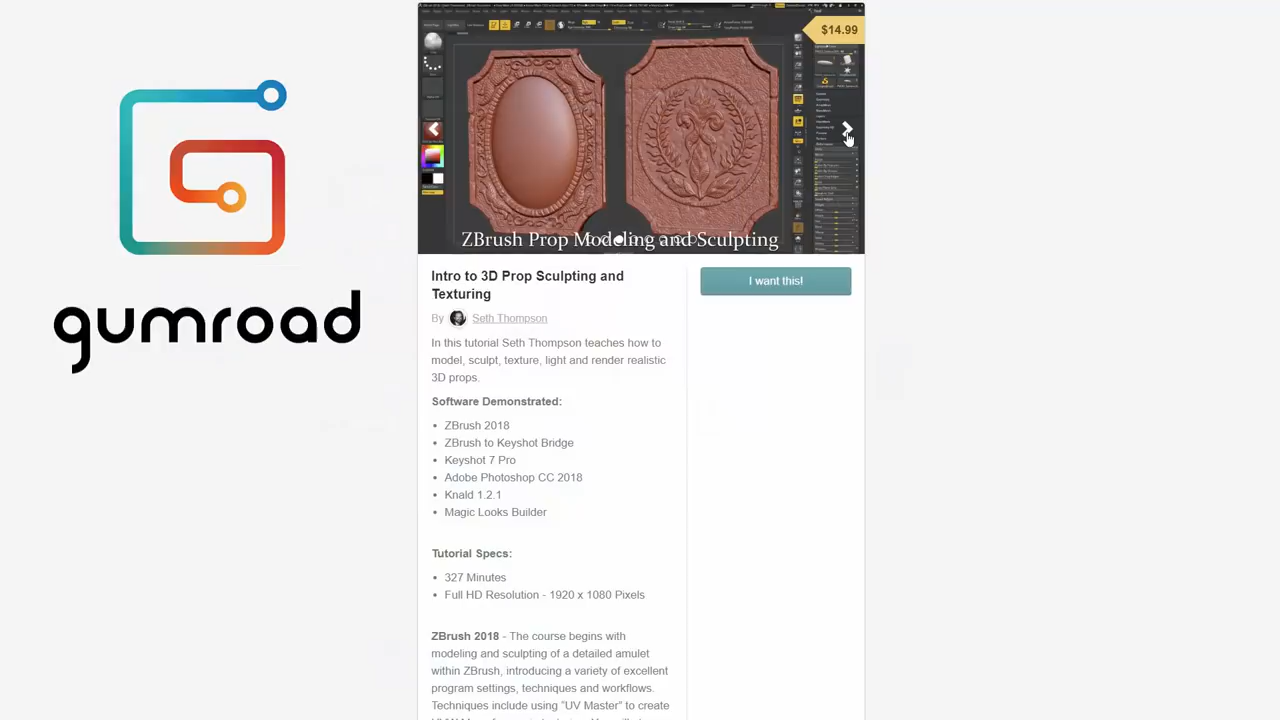 $14.99
ZBrush Prop Modeling and Sculpting
gumroad
Intro to 3D Prop Sculpting and
Texturing
I want this!
By Seth Thompson
In this tutorial Seth Thompson teaches how to
model, sculpt, texture, light and render realistic
3D props.
Software Demonstrated:
ZBrush 2018
ZBrush to Keyshot Bridge
Keyshot 7 Pro
Adobe Photoshop CC 2018
Knald 1.2.1
Magic Looks Builder
Tutorial Specs:
327 Minutes
Full HD Resolution - 1920 x 1080 Pixels
ZBrush 2018 - The course begins with
modeling and sculpting of a detailed amulet
within ZBrush, introducing a variety of excellent
program settings, techniques and workflows.
Techniques include using "UV Master" to create